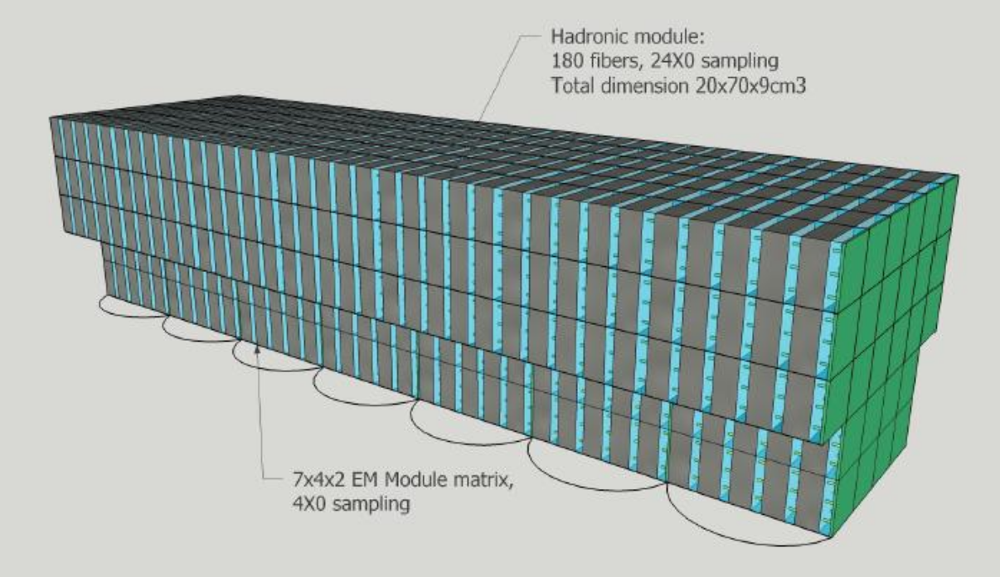 Hadronic module:
180 fibers, 24X0 sampling
Total dimension 20x70x9cm3
7x4x2 EM Module matrix,
4X0 sampling